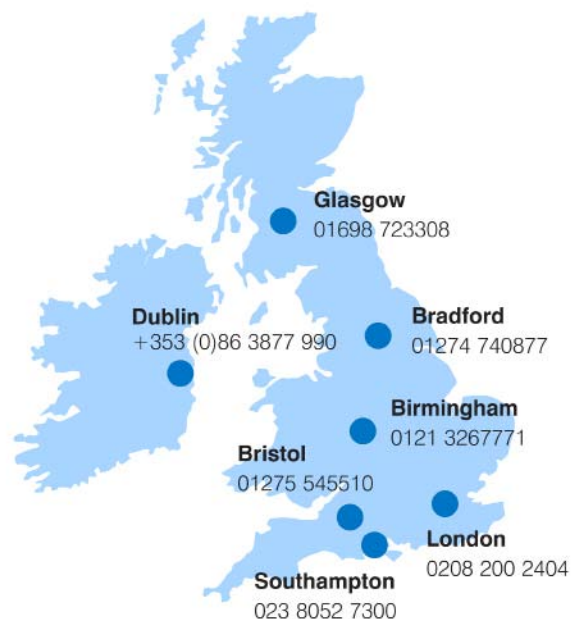 Glasgow
01698 723308
Dublin
+353 (0)86 3877 990
Bradford
01274 740877
Birmingham
0121 3267771
Bristol
01275 545510
London
0208 200 2404
Southampton
023 8052 7300